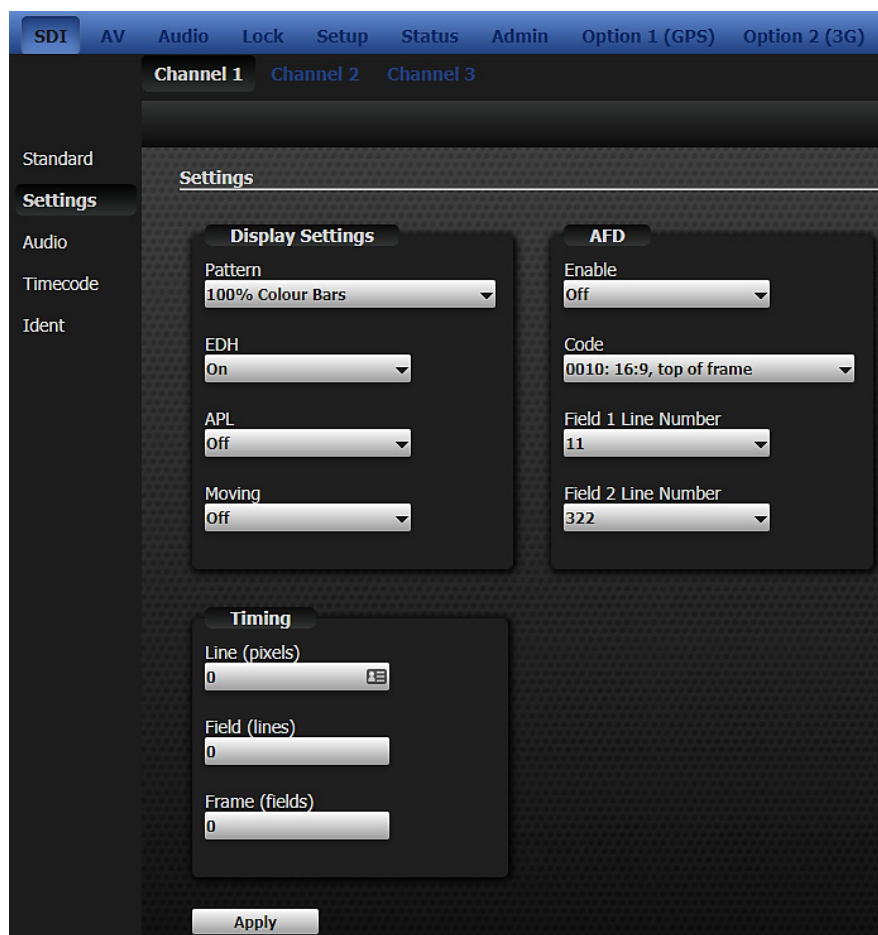 SDI AV Audio Lock Setup Status Admin Option 1 (GPS) Option 2 (3G)
Channel 1 Channel 2 Channel 3
Standard
Settings
Audio
Timecode
Ident
Settings
Display Settings
Pattern
100% Colour Bars
EDH
On
APL
Off
Moving
Off
AFD
Enable
Off
Code
0010: 16:9, top of frame
Field 1 Line Number
11
Field 2 Line Number
322
Timing
Line (pixels)
0
Field (lines)
0
Frame (fields)
0
Apply